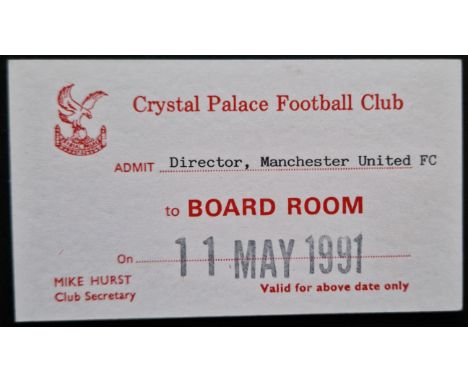 Crystal Palace Football Club
ADMIT Director, Manchester United FC
to BOARD ROOM
On 11 MAY 1991
MIKE HURST
Club Secretary
Valid for above date only